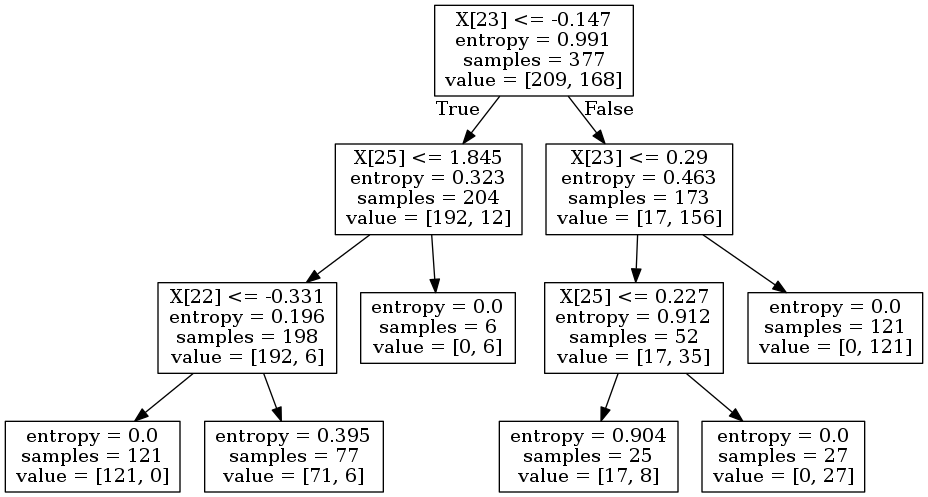 X[23] <= -0.147
entropy = 0.991
samples = 377
value = [209, 168]
True
False
X[25] <= 1.845
entropy = 0.323
samples = 204
value = [192, 12]
X[23] <= 0.29
entropy = 0.463
samples = 173
value = [17, 156]
X[22] <= -0.331
entropy = 0.196
samples = 198
value = [192, 6]
entropy = 0.0
samples = 6
value = [0, 6]
X[25] <= 0.227
entropy = 0.912
samples = 52
value = [17, 35]
entropy = 0.0
samples = 121
value = [0, 121]
entropy = 0.0
samples = 121
value = [121, 0]
entropy = 0.395
samples = 77
value = [71, 6]
entropy = 0.904
samples = 25
value = [17, 8]
entropy = 0.0
samples = 27
value = [0, 27]